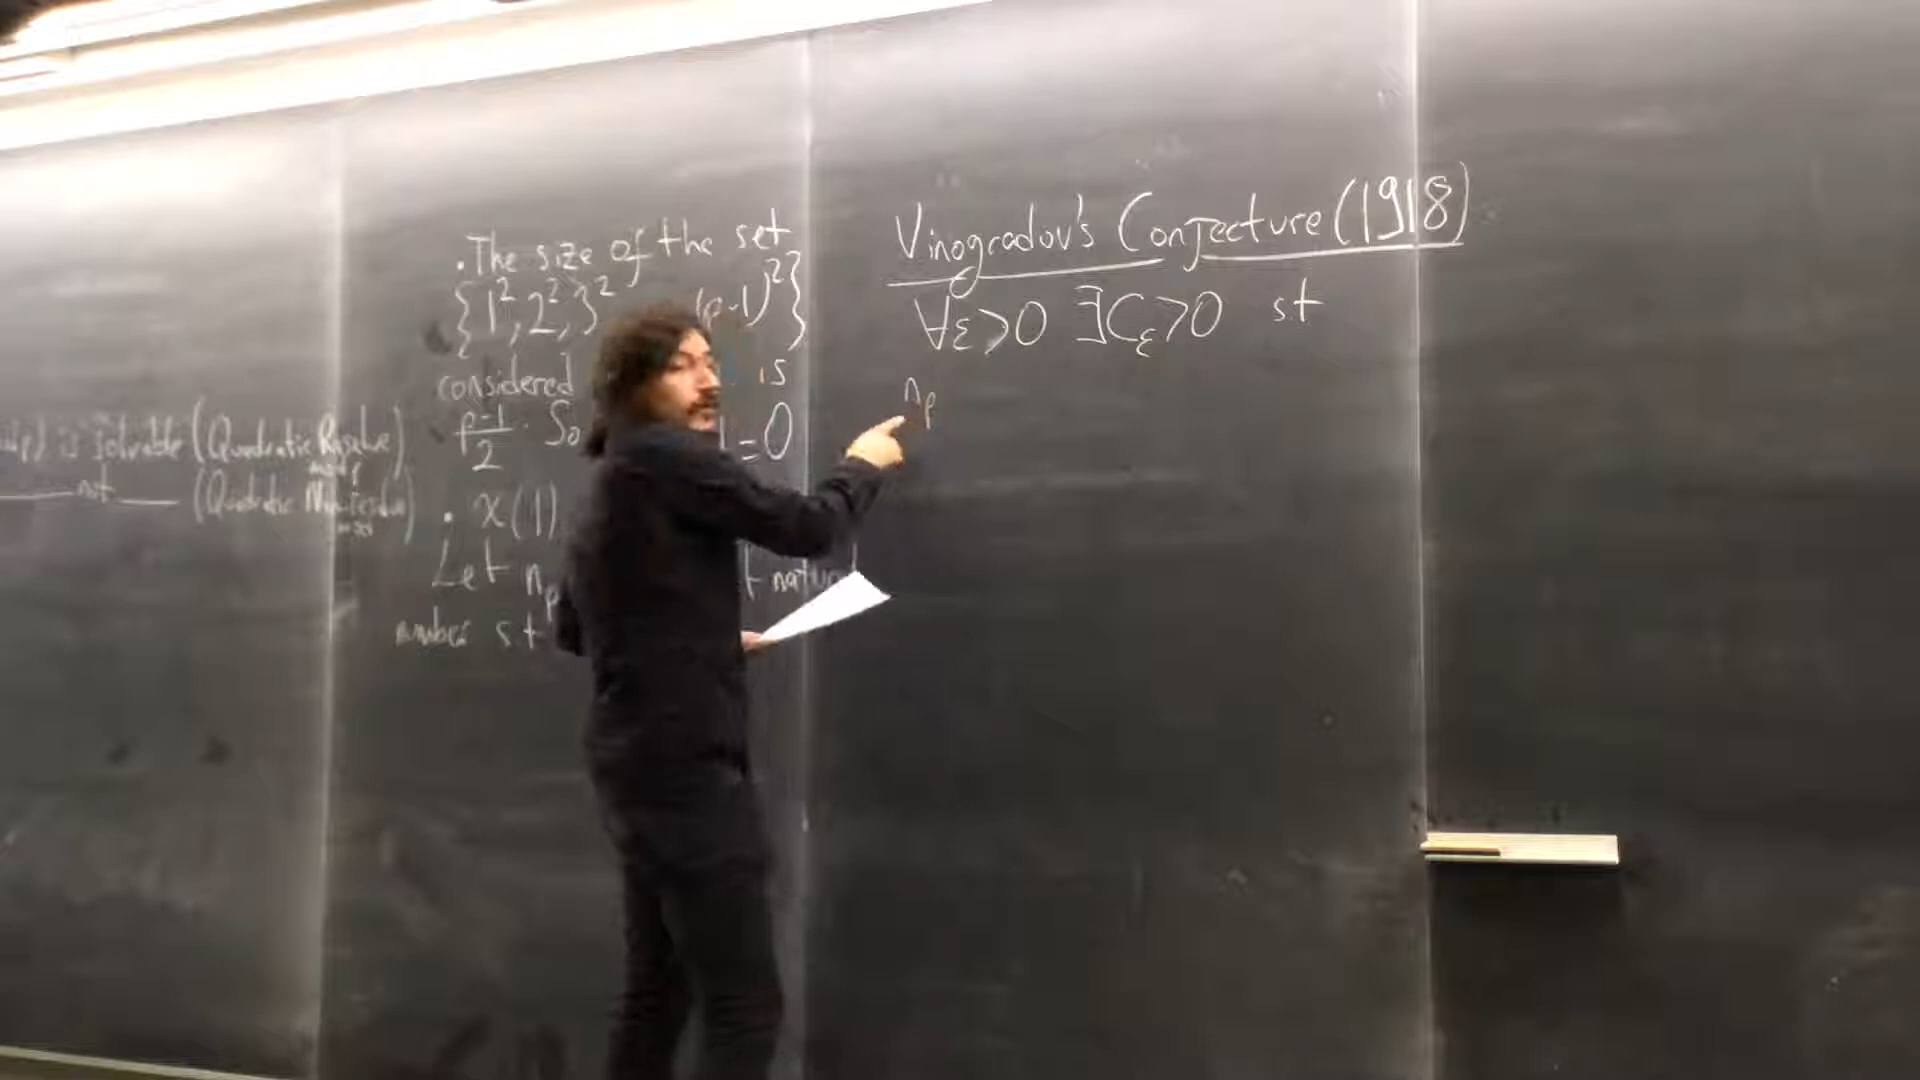 is solvable (Quadratic Residue)
mod p
not (Quadratic
. The size of the set
{1², 2², 3² (p-1)²}
considered is
p-1/2 . So =0
. χ(1)
Let n_p natural
number st
Vinogradov's Conjecture (1918)
∀ε>0 ∃C_ε>0 st
n_p